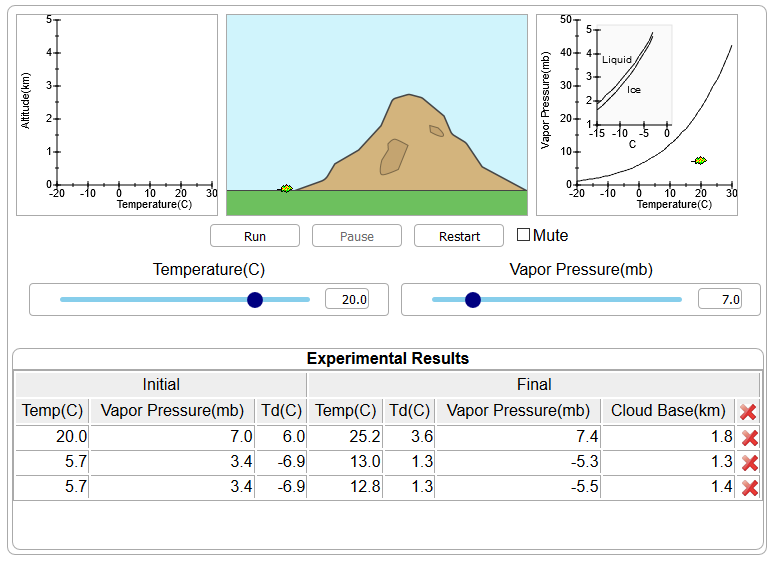 5
4
3
2
1
0
-20 -10 0 10 20 30
Altitude(km)
Temperature(C)
50
40
30
20
10
0
-20 -10 0 10 20 30
Vapor Pressure(mb)
Temperature(C)
5
4
3
2
1
-15 -10 -5 0
C
Liquid
Ice
Run Pause Restart Mute
Temperature(C) Vapor Pressure(mb)
20.0 7.0
Experimental Results
Initial Final
Temp(C) Vapor Pressure(mb) Td(C) Temp(C) Td(C) Vapor Pressure(mb) Cloud Base(km)
20.0 7.0 6.0 25.2 3.6 7.4 1.8
5.7 3.4 -6.9 13.0 1.3 -5.3 1.3
5.7 3.4 -6.9 12.8 1.3 -5.5 1.4